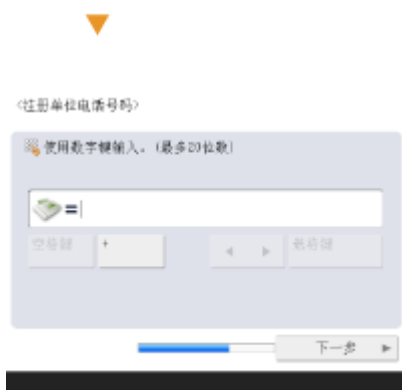 <注册单位电话号码>
使用数字键输入。(最多20位数)
=
空格键
+
退格键
下一步